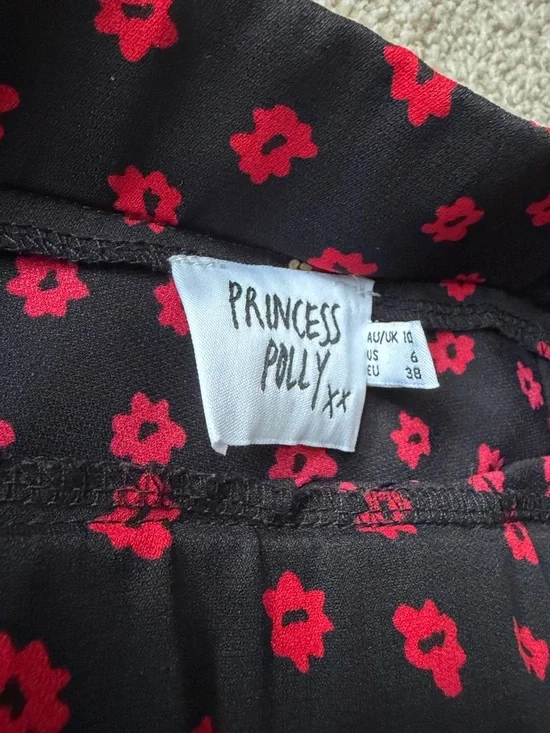 PRINCESS
POLLY xx
AU/UK 10
US 6
EU 38